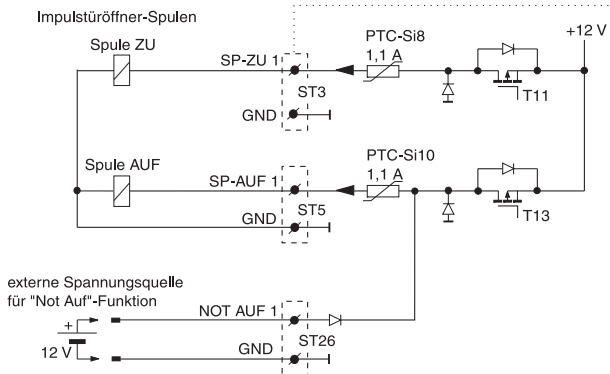 Impulstüröffner-Spulen
Spule ZU
SP-ZU 1
PTC-Si8
1,1 A
+12 V
ST3
T11
GND
Spule AUF
SP-AUF 1
PTC-Si10
1,1 A
GND
ST5
T13
externe Spannungsquelle
für "Not Auf"-Funktion
NOT AUF 1
+
12 V
GND
ST26